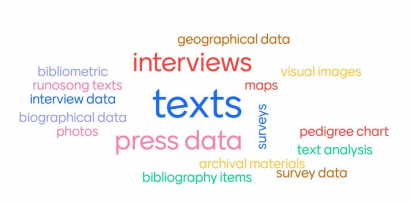 geographical data
interviews
visual images
bibliometric
runosong texts
maps
interview data
texts
biographical data
surveys
photos
press data
pedigree chart
text analysis
archival materials
bibliography items
survey data